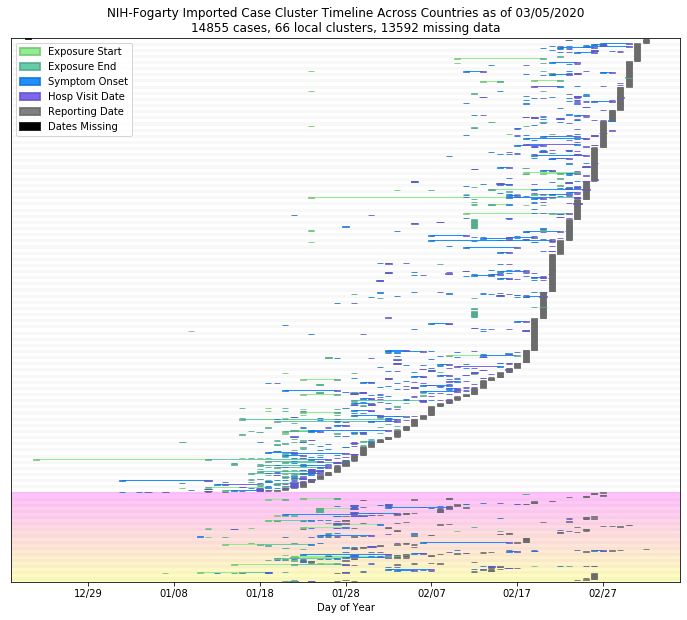 NIH-Fogarty Imported Case Cluster Timeline Across Countries as of 03/05/2020
14855 cases, 66 local clusters, 13592 missing data
Exposure Start
Exposure End
Symptom Onset
Hosp Visit Date
Reporting Date
Dates Missing
12/29 01/08 01/18 01/28 02/07 02/17 02/27
Day of Year